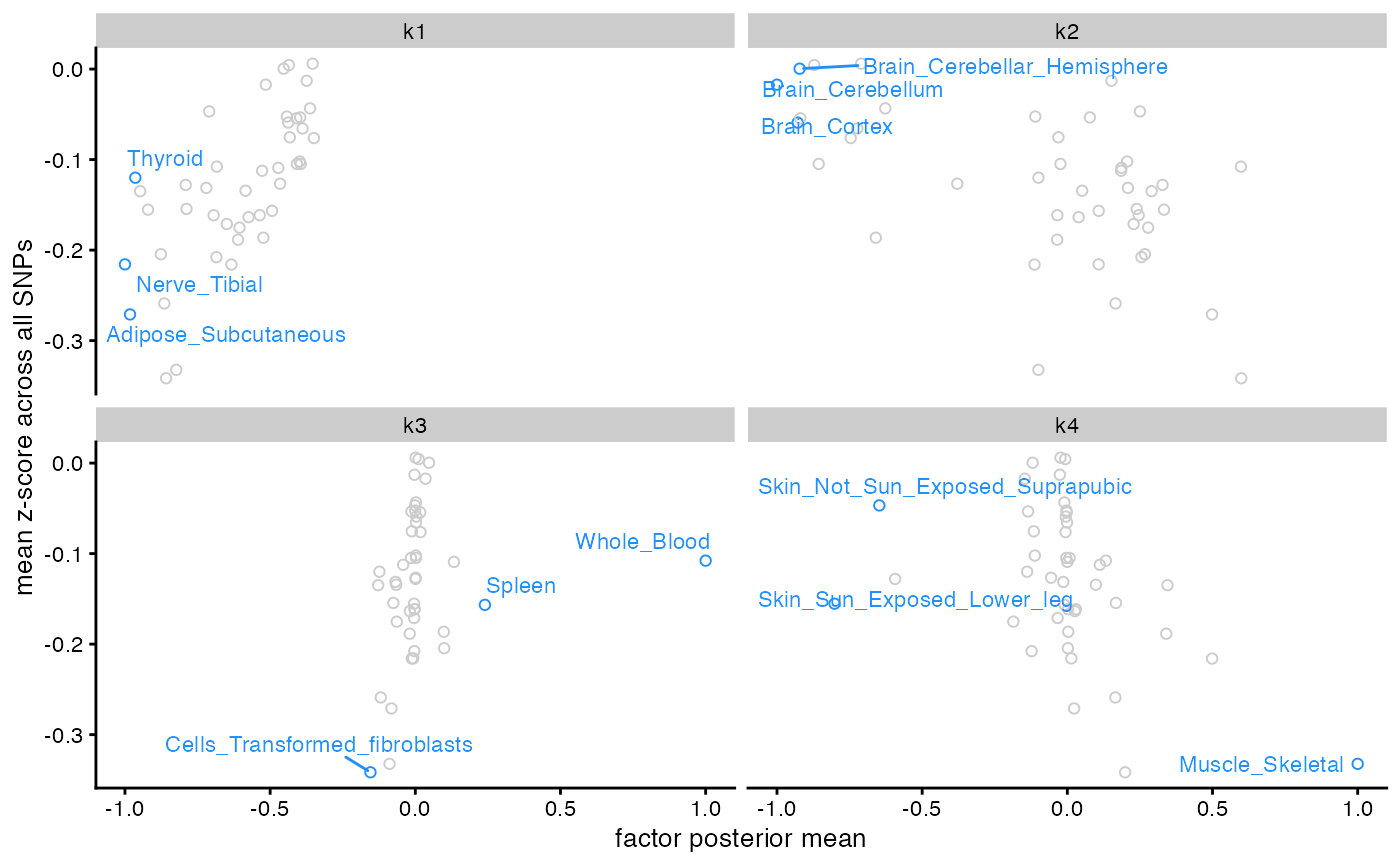 k1
k2
0.0
-0.1
-0.2
-0.3
Thyroid
Nerve_Tibial
Adipose_Subcutaneous
Brain_Cerebellar_Hemisphere
Brain_Cerebellum
Brain_Cortex
mean z-score across all SNPs
k3
k4
0.0
-0.1
-0.2
-0.3
Whole_Blood
Spleen
Cells_Transformed_fibroblasts
Skin_Not_Sun_Exposed_Suprapubic
Skin_Sun_Exposed_Lower_leg
Muscle_Skeletal
-1.0 -0.5 0.0 0.5 1.0
-1.0 -0.5 0.0 0.5 1.0
factor posterior mean